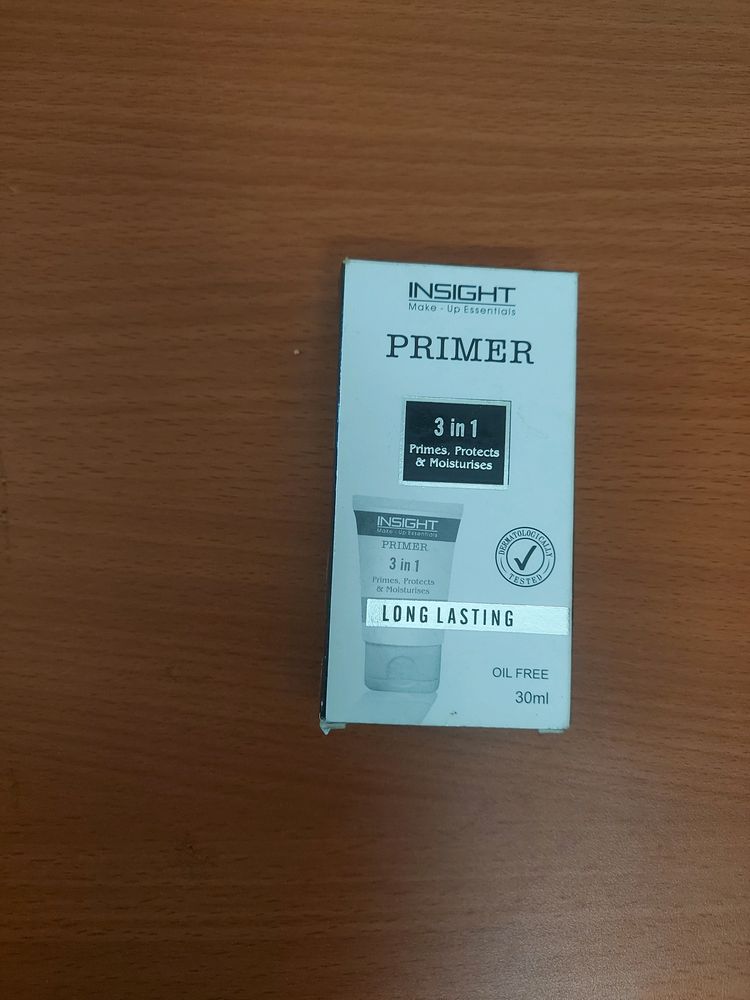 INSIGHT
Make - Up Essentials
PRIMER
3 in 1
Primes, Protects
& Moisturises
INSIGHT
Make - Up Essentials
PRIMER
3 in 1
Primes, Protects
& Moisturises
DERMATOLOGICALLY
TESTED
LONG LASTING
OIL FREE
30ml